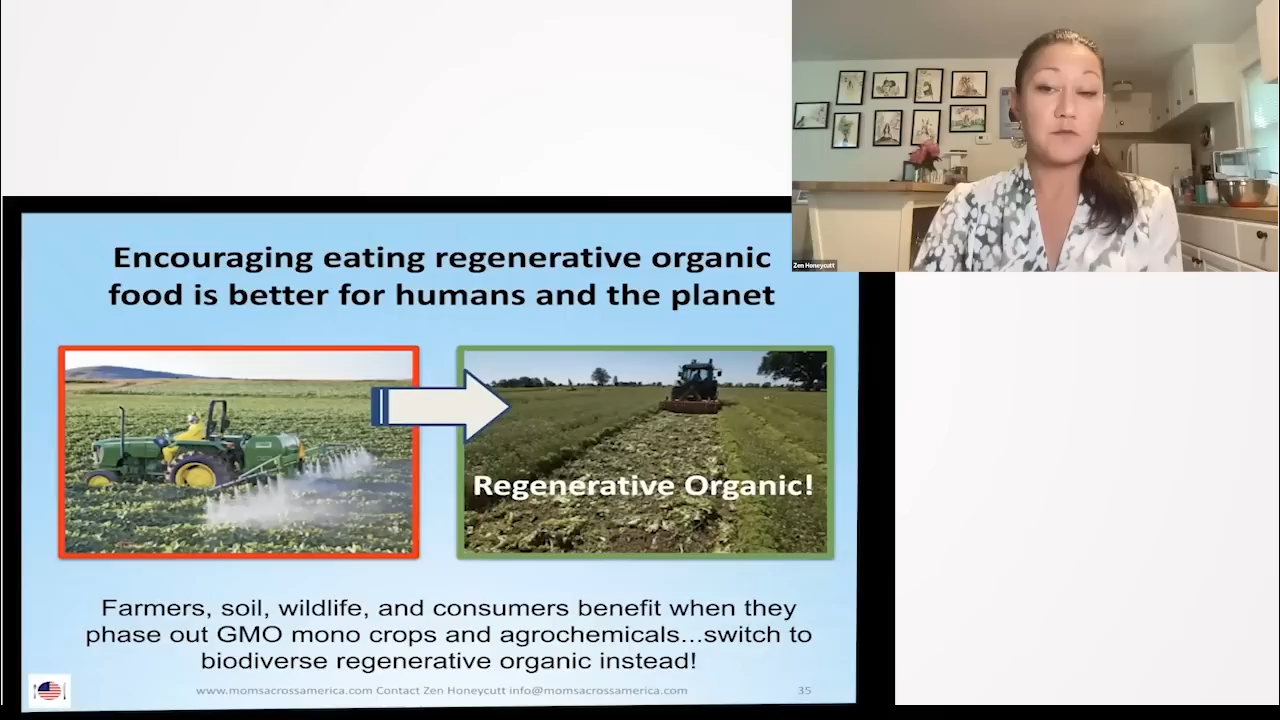 Zen Honeycutt
Encouraging eating regenerative organic
food is better for humans and the planet
Regenerative Organic!
Farmers, soil, wildlife, and consumers benefit when they
phase out GMO mono crops and agrochemicals...switch to
biodiverse regenerative organic instead!
www.momsacrossamerica.com Contact Zen Honeycutt info@momsacrossamerica.com
35